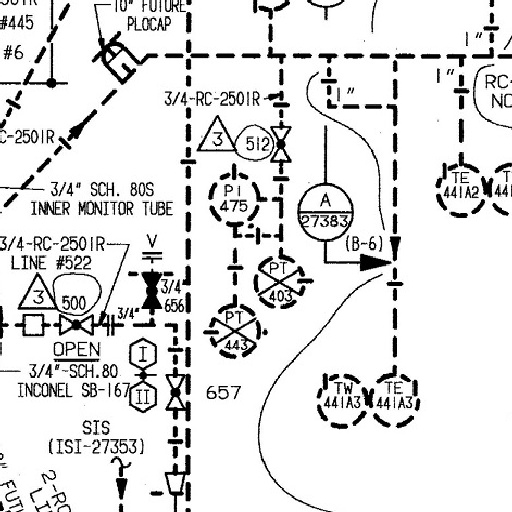 10" FUTURE
PLOCAP
#445
#6
1"
1"
1"
3/4-RC-2501R
C-2501R
3
512
PI
475
A
27383
(B-6)
TE
441A2
RC-
NO
3/4" SCH. 80S
INNER MONITOR TUBE
3/4-RC-2501R
LINE #522
V
3
500
3/4"
3/4"
656
PT
403
PT
443
OPEN
3/4"-SCH.80
INCONEL SB-167
I
II
657
TW
441A3
TE
441A3
SIS
(ISI-27353)
2-RC
FUT